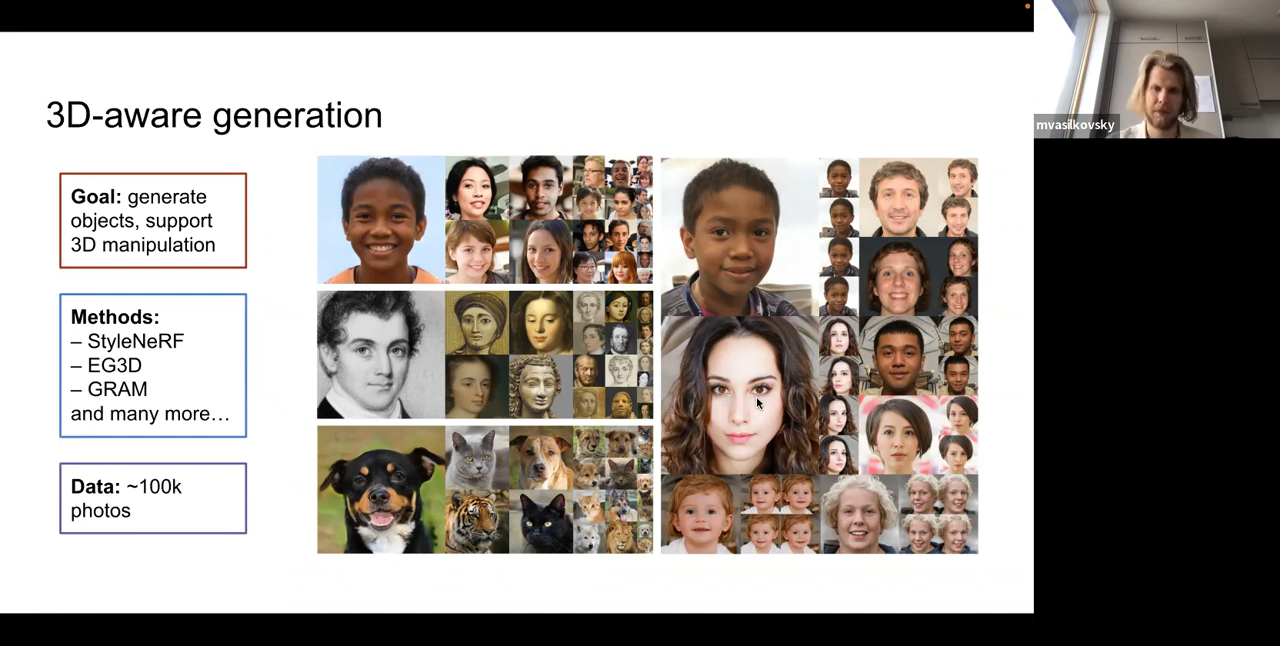 3D-aware generation
Goal: generate
objects, support
3D manipulation
Methods:
– StyleNeRF
– EG3D
– GRAM
and many more…
Data: ~100k
photos
mvasilkovsky